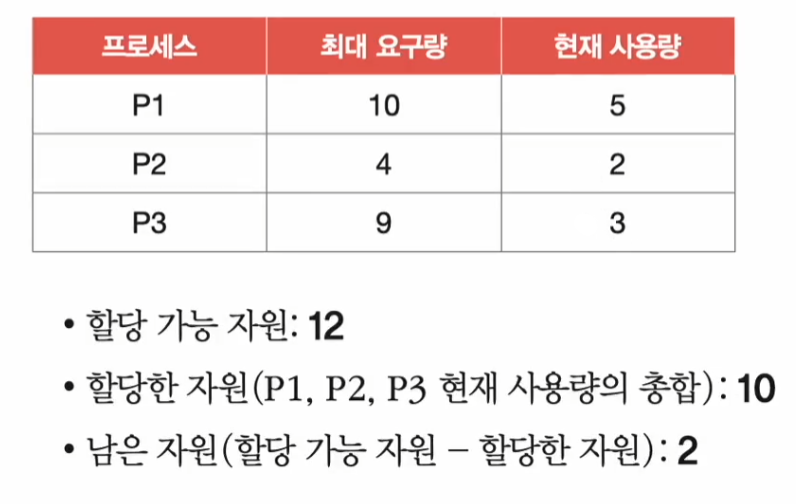 프로세스 최대 요구량 현재 사용량
P1 10 5
P2 4 2
P3 9 3
• 할당 가능 자원: 12
• 할당한 자원(P1, P2, P3 현재 사용량의 총합): 10
• 남은 자원(할당 가능 자원 – 할당한 자원): 2